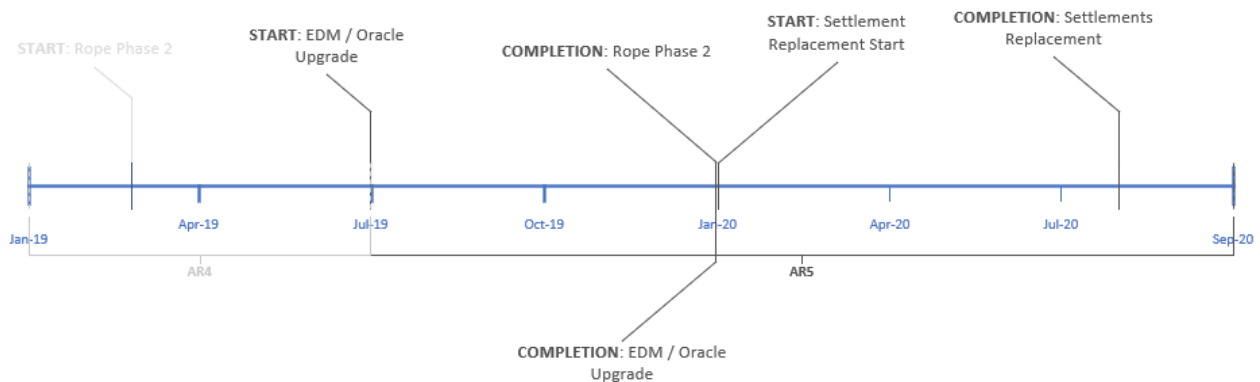 START: Rope Phase 2
START: EDM / Oracle
Upgrade
COMPLETION: Rope Phase 2
START: Settlement
Replacement Start
COMPLETION: Settlements
Replacement
Jan-19
Apr-19
Jul-19
Oct-19
Jan-20
Apr-20
Jul-20
Sep-20
AR4
AR5
COMPLETION: EDM / Oracle
Upgrade